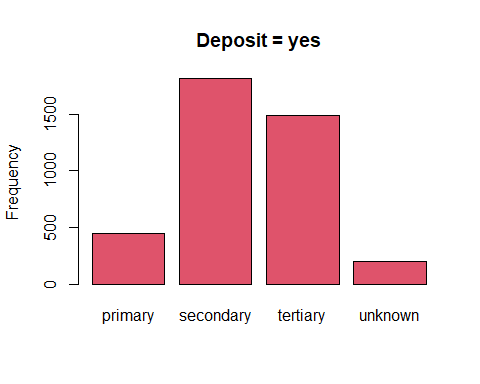 Deposit = yes
Frequency
1500
1000
500
0
primary secondary tertiary unknown